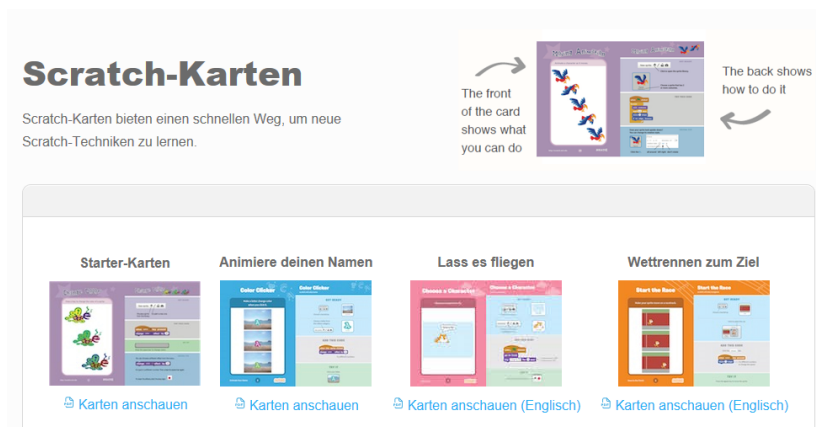 Scratch-Karten
Scratch-Karten bieten einen schnellen Weg, um neue
Scratch-Techniken zu lernen.
The front
of the card
shows what
you can do
The back shows
how to do it
Starter-Karten
Animiere deinen Namen
Lass es fliegen
Wettrennen zum Ziel
Color Clicker
Color Clicker
Choose a Character
Choose a Character
Start the Race
Start the Race
Karten anschauen
Karten anschauen
Karten anschauen (Englisch)
Karten anschauen (Englisch)